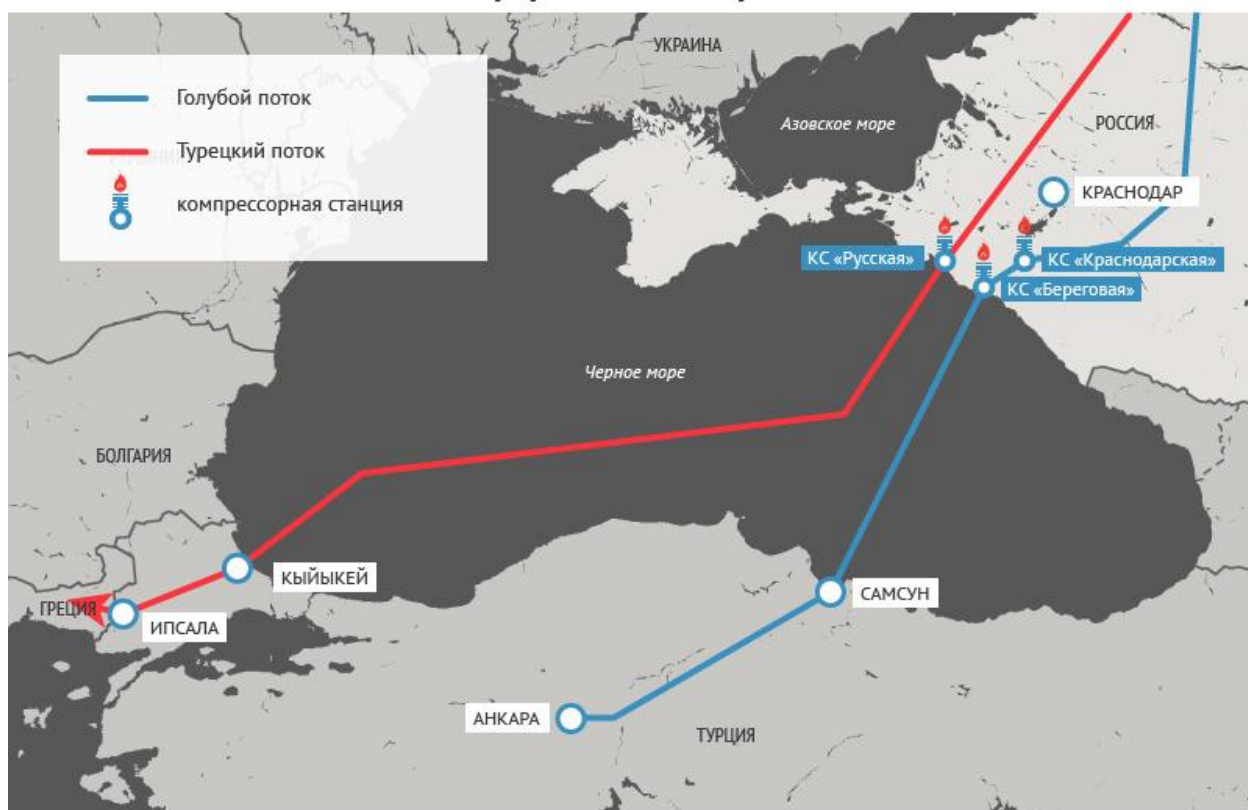 УКРАИНА
Голубой поток
Азовское море
РОССИЯ
Турецкий поток
КРАСНОДАР
компрессорная станция
КС «Русская»
КС «Краснодарская»
КС «Береговая»
Черное море
БОЛГАРИЯ
КЫЙЫКЕЙ
САМСУН
ГРЕЦИЯ
ИПСАЛА
АНКАРА
ТУРЦИЯ